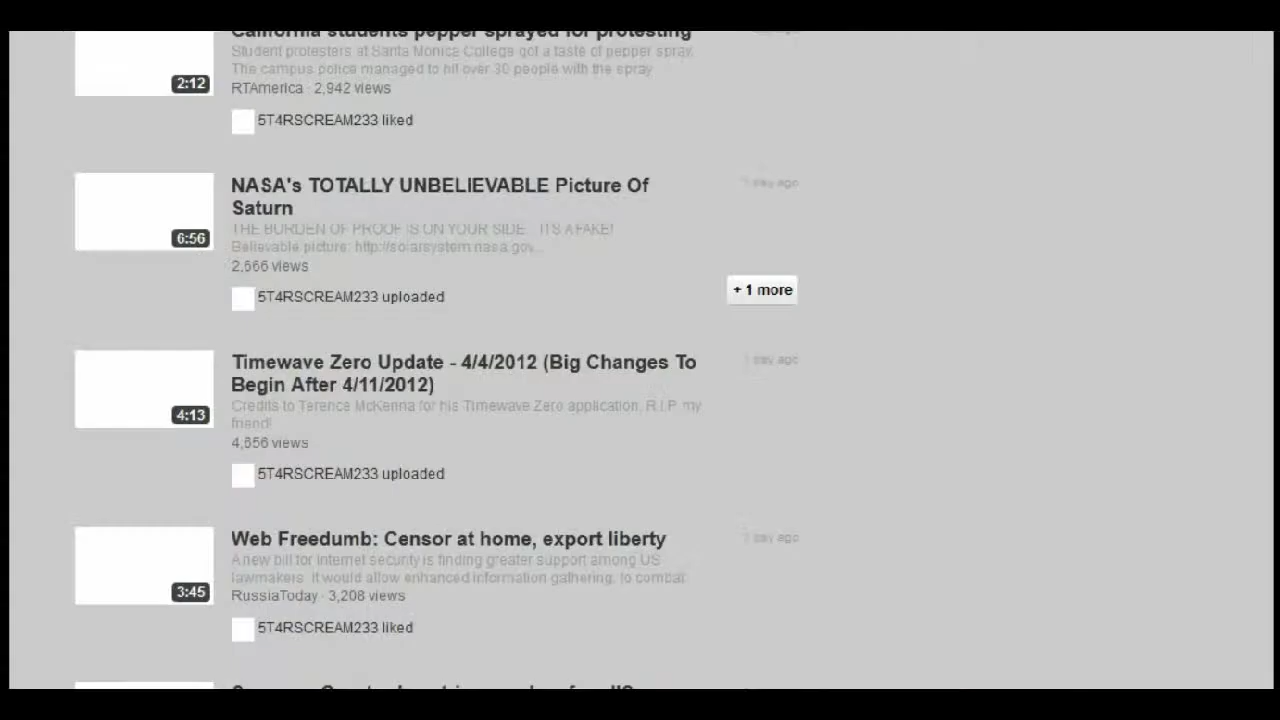 California students pepper sprayed for protesting
Student protesters at Santa Monica College got a taste of pepper spray.
The campus police managed to hit over 30 people with the spray
2:12
RTAmerica · 2,942 views
5T4RSCREAM233 liked
NASA's TOTALLY UNBELIEVABLE Picture Of
Saturn
1 day ago
THE BURDEN OF PROOF IS ON YOUR SIDE... ITS A FAKE!
Believable picture: http://solarsystem.nasa.gov...
6:56
2,566 views
5T4RSCREAM233 uploaded
+ 1 more
Timewave Zero Update - 4/4/2012 (Big Changes To
Begin After 4/11/2012)
1 day ago
Credits to Terence McKenna for his Timewave Zero application, R.I.P. my
friend!
4:13
4,656 views
5T4RSCREAM233 uploaded
Web Freedumb: Censor at home, export liberty
1 day ago
A new bill for internet security is finding greater support among US
lawmakers. It would allow enhanced information gathering, to combat
3:45
RussiaToday · 3,208 views
5T4RSCREAM233 liked